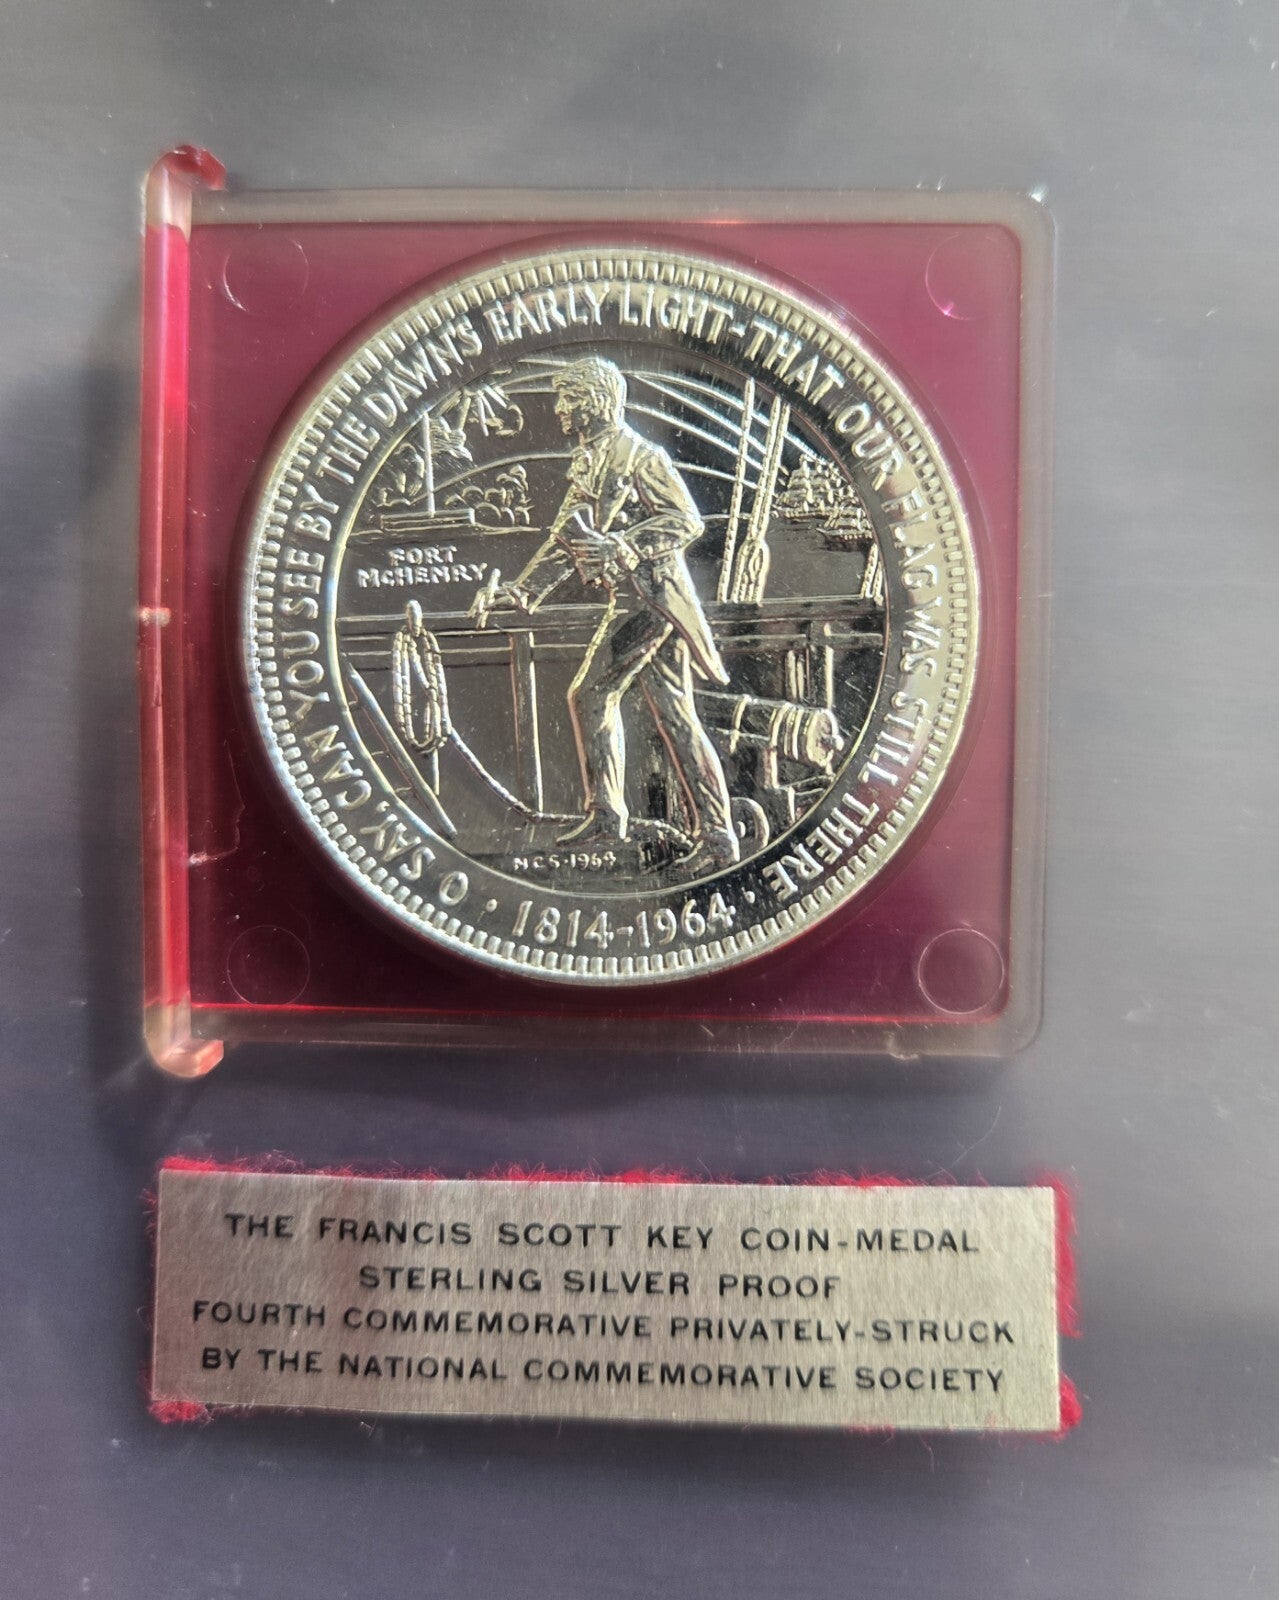 O SAY, CAN YOU SEE BY THE DAWN'S EARLY LIGHT-THAT OUR FLAG WAS STILL THERE
FORT
McHENRY
NCS·1964
· 1814-1964 ·
THE FRANCIS SCOTT KEY COIN-MEDAL
STERLING SILVER PROOF
FOURTH COMMEMORATIVE PRIVATELY-STRUCK
BY THE NATIONAL COMMEMORATIVE SOCIETY